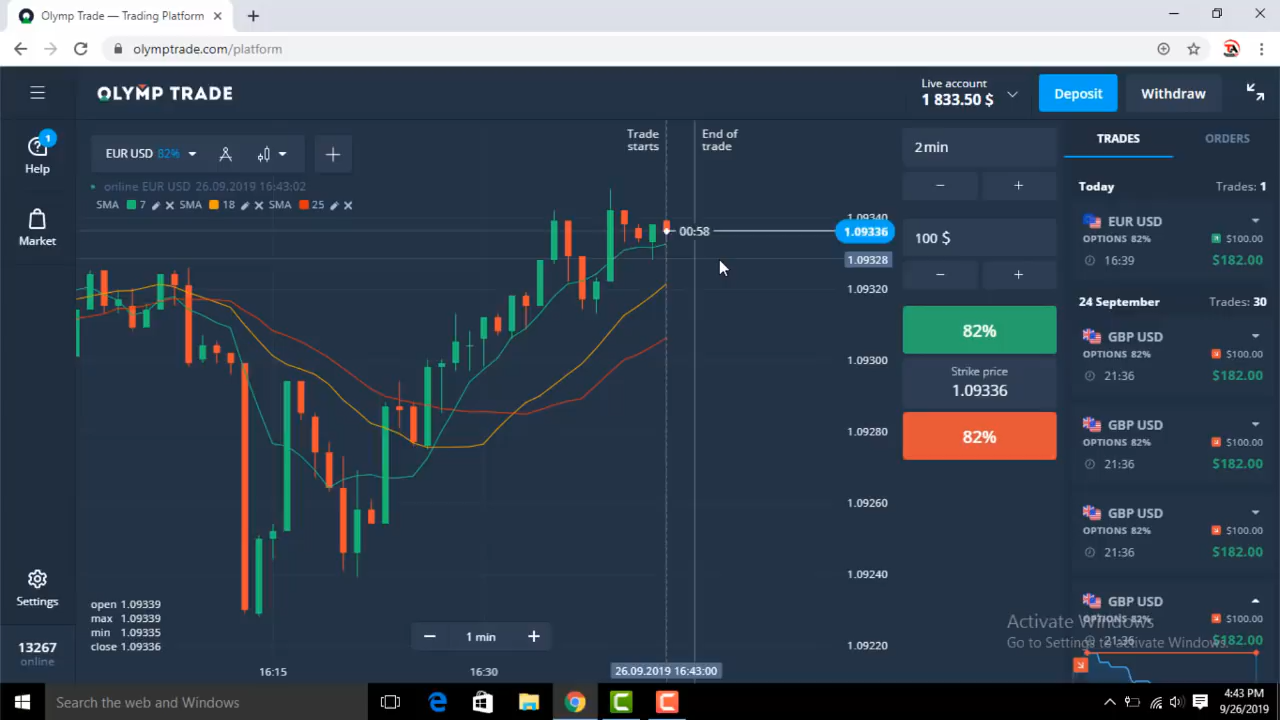 Olymp Trade — Trading Platform
olymptrade.com/platform
OLYMP TRADE
Live account
1 833.50 $
Deposit
Withdraw
1
Help
Market
EUR USD 82%
Trade starts
End of trade
online EUR USD 26.09.2019 16:43:02
SMA 7 SMA 18 SMA 25
00:58
1.09340
1.09336
1.09328
1.09320
1.09300
1.09280
1.09260
1.09240
1.09220
2min
100 $
82%
Strike price
1.09336
82%
TRADES
ORDERS
Today
Trades: 1
EUR USD
OPTIONS 82%
$100.00
16:39
$182.00
24 September
Trades: 30
GBP USD
OPTIONS 82%
$100.00
21:36
$182.00
GBP USD
OPTIONS 82%
$100.00
21:36
$182.00
GBP USD
OPTIONS 82%
$100.00
21:36
$182.00
GBP USD
OPTIONS 82%
$100.00
21:36
$182.00
Activate Windows
Go to Settings to activate Windows.
Settings
13267
online
open 1.09339
max 1.09339
min 1.09335
close 1.09336
1 min
16:15
16:30
26.09.2019 16:43:00
Search the web and Windows
4:43 PM
9/26/2019